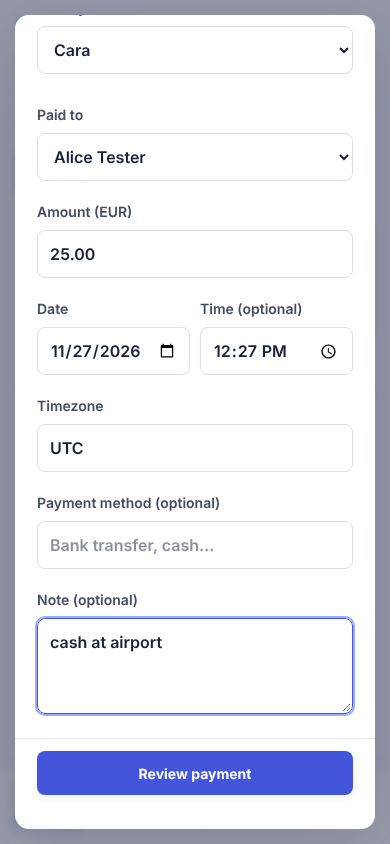 Cara
Paid to
Alice Tester
Amount (EUR)
25.00
Date
Time (optional)
11/27/2026
12:27 PM
Timezone
UTC
Payment method (optional)
Bank transfer, cash...
Note (optional)
cash at airport
Review payment